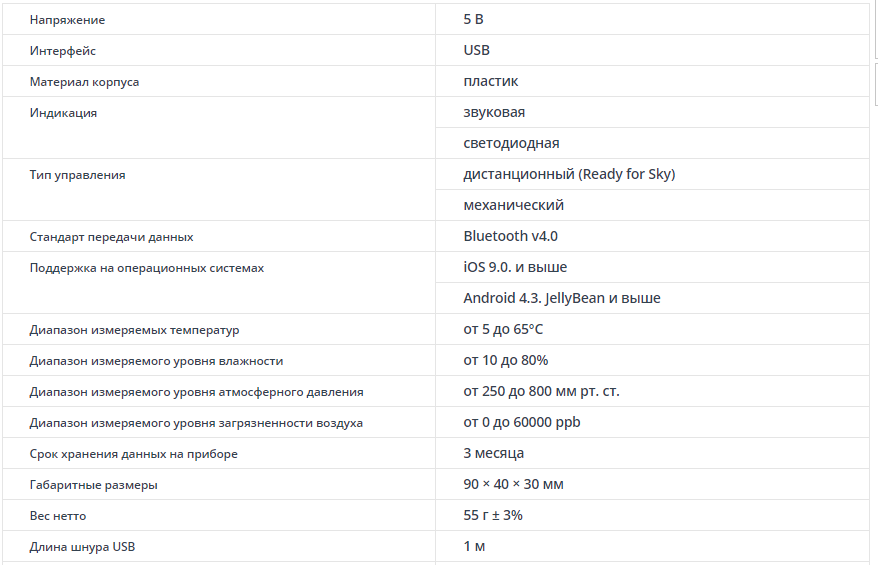 Напряжение 5 В
Интерфейс USB
Материал корпуса пластик
Индикация звуковая
светодиодная
Тип управления дистанционный (Ready for Sky)
механический
Стандарт передачи данных Bluetooth v4.0
Поддержка на операционных системах iOS 9.0. и выше
Android 4.3. JellyBean и выше
Диапазон измеряемых температур от 5 до 65°C
Диапазон измеряемого уровня влажности от 10 до 80%
Диапазон измеряемого уровня атмосферного давления от 250 до 800 мм рт. ст.
Диапазон измеряемого уровня загрязненности воздуха от 0 до 60000 ppb
Срок хранения данных на приборе 3 месяца
Габаритные размеры 90 × 40 × 30 мм
Вес нетто 55 г ± 3%
Длина шнура USB 1 м